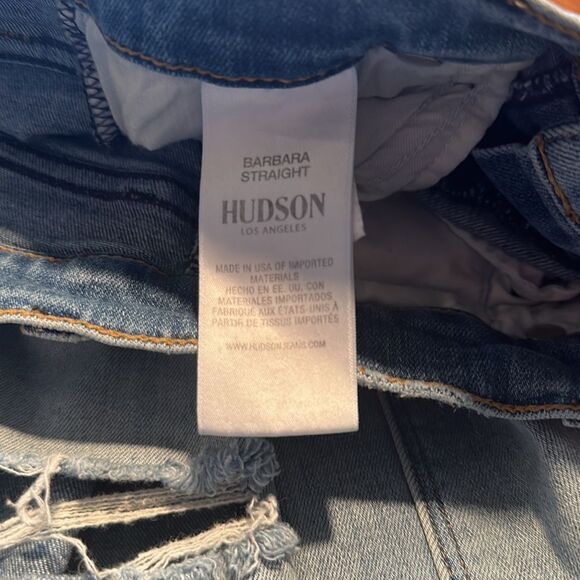 BARBARA
STRAIGHT
HUDSON
LOS ANGELES
MADE IN USA OF IMPORTED
MATERIALS
HECHO EN EE. UU. CON
MATERIALES IMPORTADOS
FABRIQUÉ AUX ÉTATS-UNIS À
PARTIR DE TISSUS IMPORTÉS
WWW.HUDSONJEANS.COM